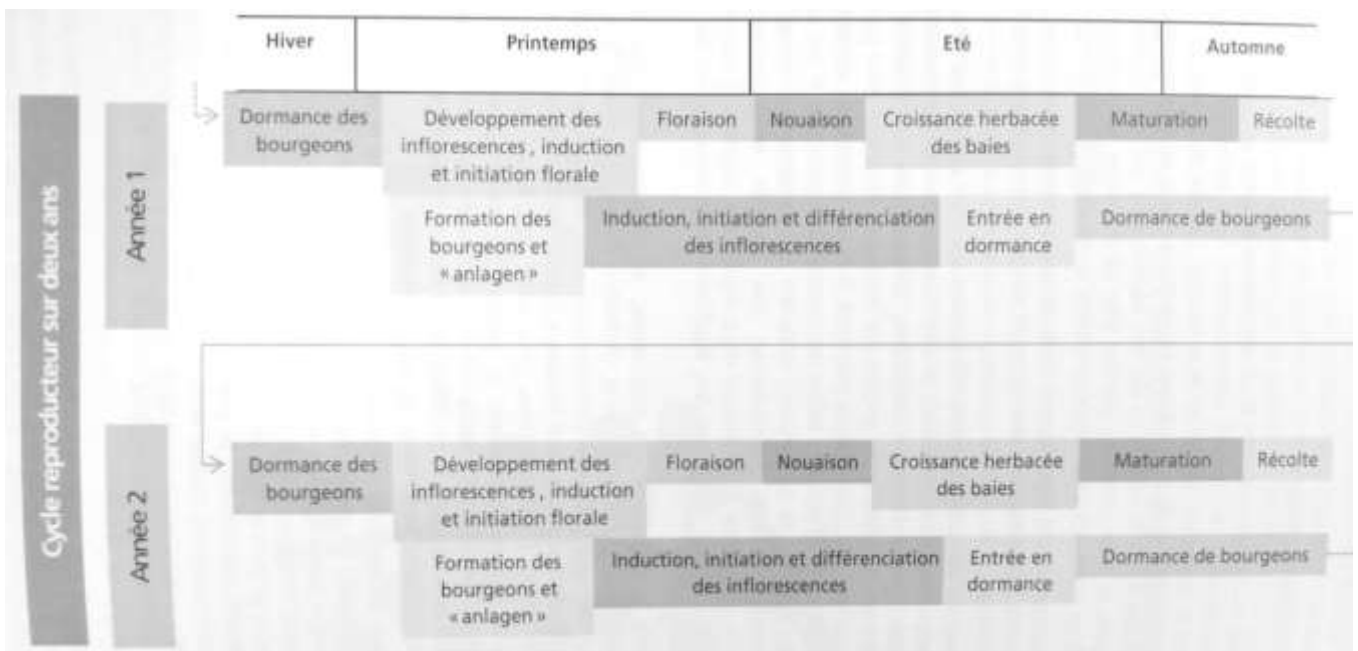 Hiver
Printemps
Eté
Automne
Cycle reproducteur sur deux ans
Année 1
Dormance des
bourgeons
Développement des
inflorescences , induction
et initiation florale
Floraison
Nouaison
Croissance herbacée
des baies
Maturation
Récolte
Formation des
bourgeons et
« anlagen »
Induction, initiation et différenciation
des inflorescences
Entrée en
dormance
Dormance de bourgeons
Année 2
Dormance des
bourgeons
Développement des
inflorescences , induction
et initiation florale
Floraison
Nouaison
Croissance herbacée
des baies
Maturation
Récolte
Formation des
bourgeons et
« anlagen »
Induction, initiation et différenciation
des inflorescences
Entrée en
dormance
Dormance de bourgeons